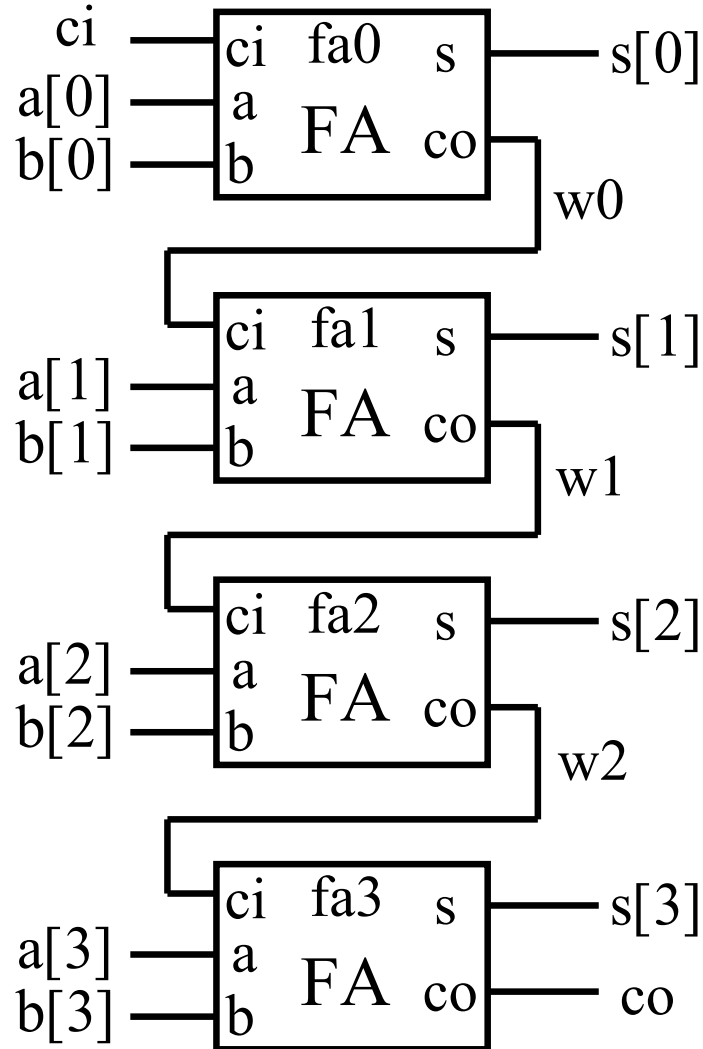 ci ci fa0 s s[0]
a[0] a FA co
b[0] b
w0
ci fa1 s s[1]
a[1] a FA co
b[1] b
w1
ci fa2 s s[2]
a[2] a FA co
b[2] b
w2
ci fa3 s s[3]
a[3] a FA co co
b[3] b